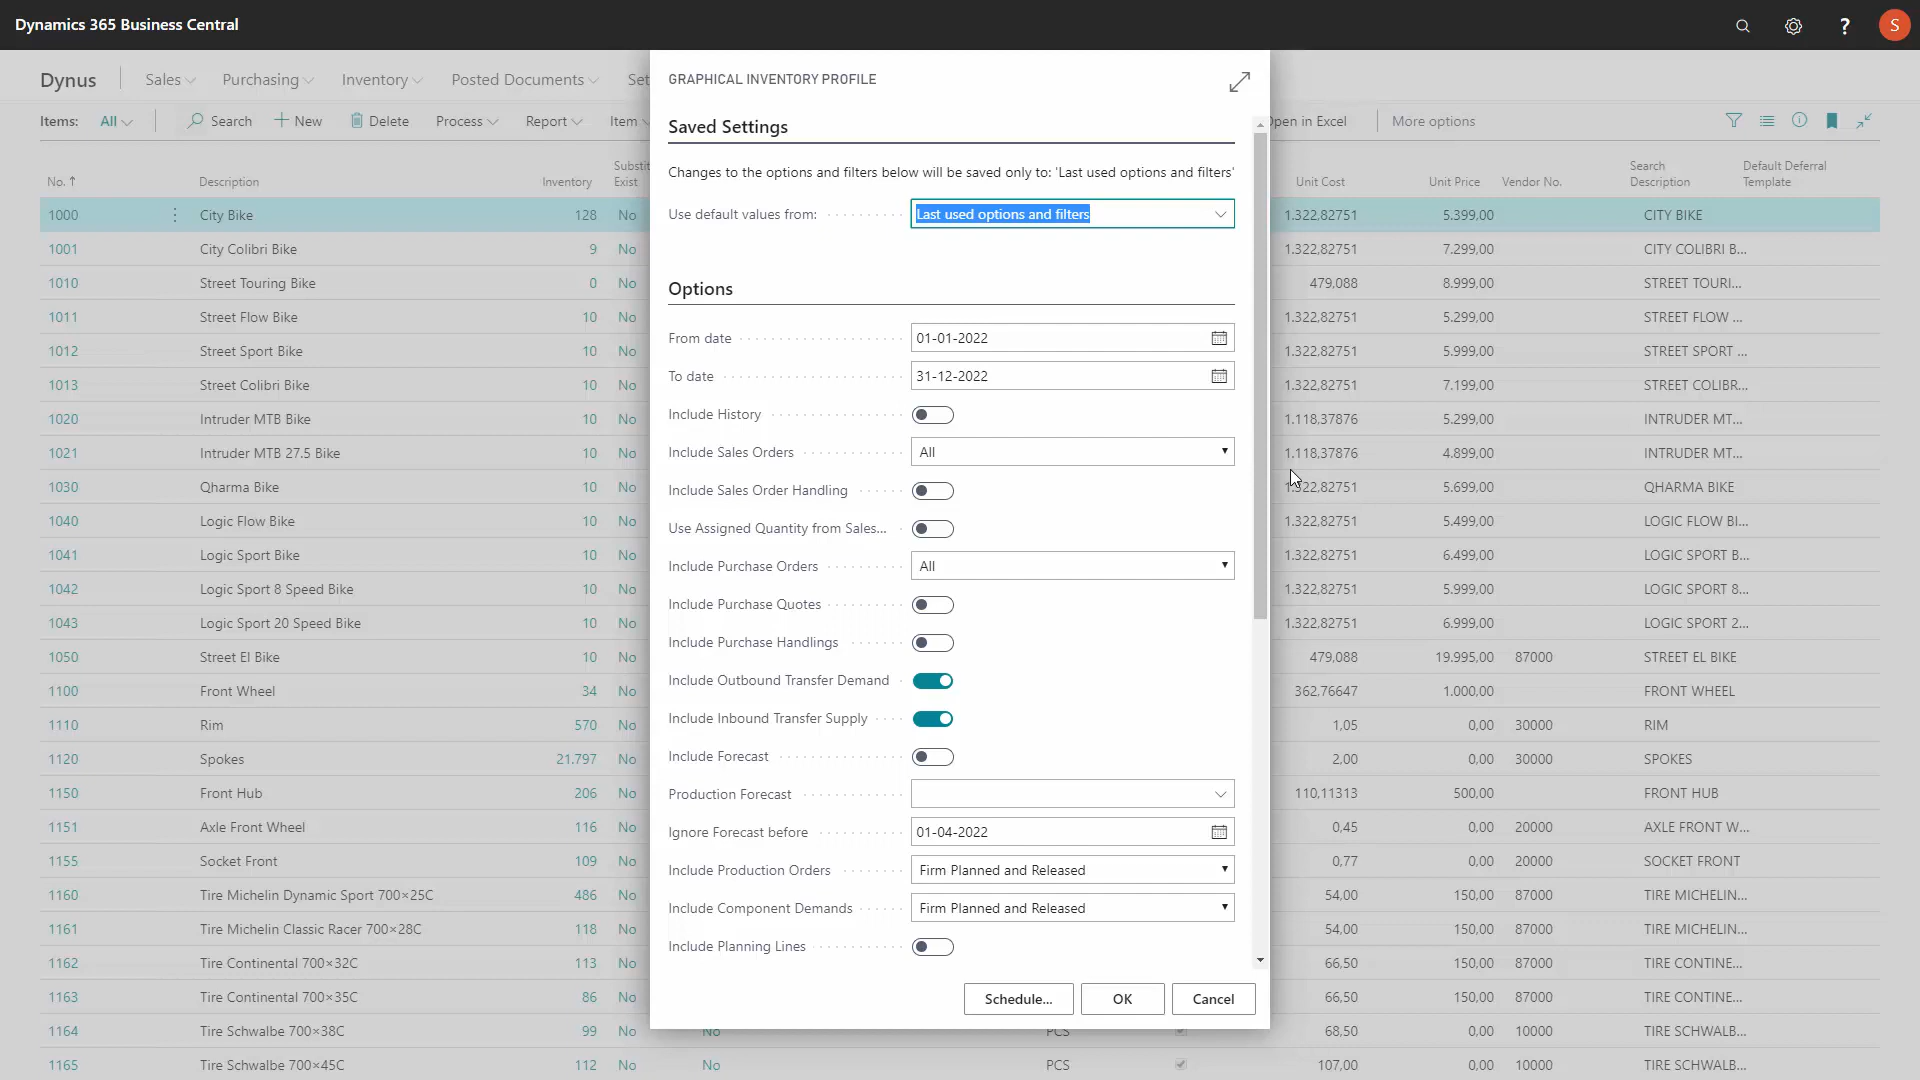 Dynamics 365 Business Central
S
Dynus
Sales
Purchasing
Inventory
Posted Documents
Set
Items:
All
Search
New
Delete
Process
Report
Item
Open in Excel
More options
No. ↑
Description
Inventory
Substit
Exist
Unit Cost
Unit Price
Vendor No.
Search
Description
Default Deferral
Template
1000 City Bike 128 No 1.322,82751 5.399,00 CITY BIKE
1001 City Colibri Bike 9 No 1.322,82751 7.299,00 CITY COLIBRI B...
1010 Street Touring Bike 0 No 479,088 8.999,00 STREET TOURI...
1011 Street Flow Bike 10 No 1.322,82751 5.299,00 STREET FLOW ...
1012 Street Sport Bike 10 No 1.322,82751 5.999,00 STREET SPORT ...
1013 Street Colibri Bike 10 No 1.322,82751 7.199,00 STREET COLIBR...
1020 Intruder MTB Bike 10 No 1.118,37876 5.299,00 INTRUDER MT...
1021 Intruder MTB 27.5 Bike 10 No 1.118,37876 4.899,00 INTRUDER MT...
1030 Qharma Bike 10 No 1.322,82751 5.699,00 QHARMA BIKE
1040 Logic Flow Bike 10 No 1.322,82751 5.499,00 LOGIC FLOW BI...
1041 Logic Sport Bike 10 No 1.322,82751 6.499,00 LOGIC SPORT B...
1042 Logic Sport 8 Speed Bike 10 No 1.322,82751 5.999,00 LOGIC SPORT 8...
1043 Logic Sport 20 Speed Bike 10 No 1.322,82751 6.999,00 LOGIC SPORT 2...
1050 Street El Bike 10 No 479,088 19.995,00 87000 STREET EL BIKE
1100 Front Wheel 34 No 362,76647 1.000,00 FRONT WHEEL
1110 Rim 570 No 1,05 0,00 30000 RIM
1120 Spokes 21.797 No 2,00 0,00 30000 SPOKES
1150 Front Hub 206 No 110,11313 500,00 FRONT HUB
1151 Axle Front Wheel 116 No 0,45 0,00 20000 AXLE FRONT W...
1155 Socket Front 109 No 0,77 0,00 20000 SOCKET FRONT
1160 Tire Michelin Dynamic Sport 700×25C 486 No 54,00 150,00 87000 TIRE MICHELIN...
1161 Tire Michelin Classic Racer 700×28C 118 No 54,00 150,00 87000 TIRE MICHELIN...
1162 Tire Continental 700×32C 113 No 66,50 150,00 87000 TIRE CONTINE...
1163 Tire Continental 700×35C 86 No 66,50 150,00 87000 TIRE CONTINE...
1164 Tire Schwalbe 700×38C 99 No No PCS 68,50 0,00 10000 TIRE SCHWALB...
1165 Tire Schwalbe 700×45C 112 No No PCS 107,00 0,00 10000 TIRE SCHWALB...
GRAPHICAL INVENTORY PROFILE
Saved Settings
Changes to the options and filters below will be saved only to: 'Last used options and filters'
Use default values from: Last used options and filters
Options
From date 01-01-2022
To date 31-12-2022
Include History
Include Sales Orders All
Include Sales Order Handling
Use Assigned Quantity from Sales...
Include Purchase Orders All
Include Purchase Quotes
Include Purchase Handlings
Include Outbound Transfer Demand
Include Inbound Transfer Supply
Include Forecast
Production Forecast
Ignore Forecast before 01-04-2022
Include Production Orders Firm Planned and Released
Include Component Demands Firm Planned and Released
Include Planning Lines
Schedule...
OK
Cancel